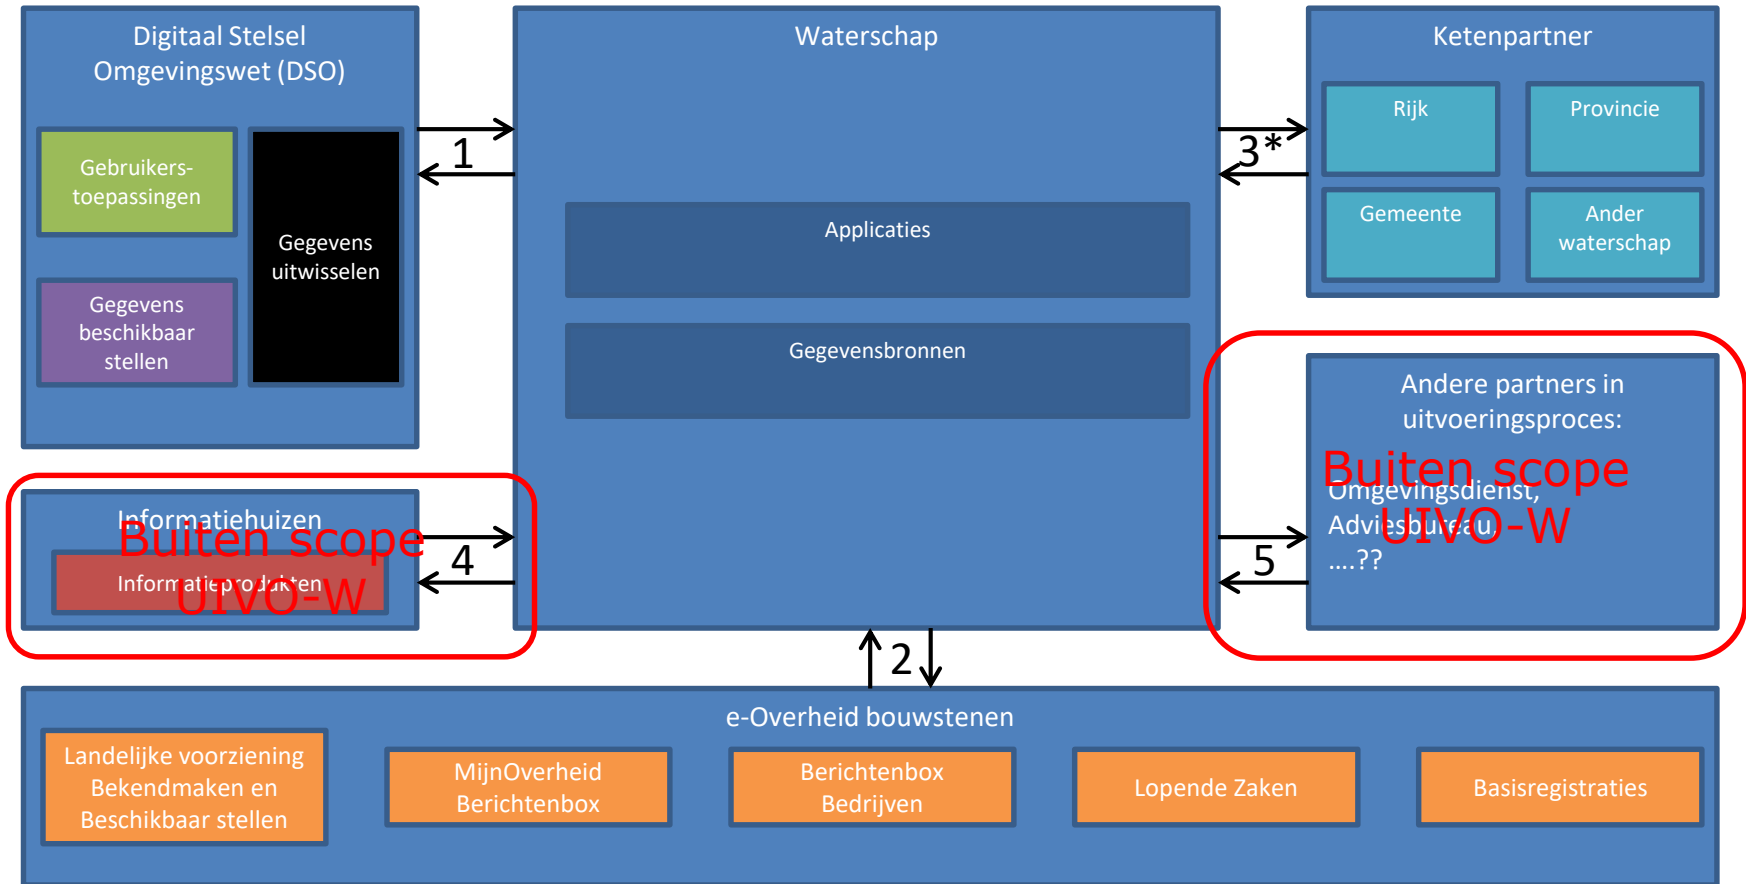 Digitaal Stelsel
Omgevingswet (DSO)
Gebruikers-
toepassingen
Gegevens
beschikbaar
stellen
Gegevens
uitwisselen
1
Waterschap
Applicaties
Gegevensbronnen
3*
Ketenpartner
Rijk
Provincie
Gemeente
Ander
waterschap
Informatiehuizen
Informatieprodukten
Buiten scope
UIVO-W
4
5
Andere partners in
uitvoeringsproces:
Omgevingsdienst,
Adviesbureau,
....??
Buiten scope
UIVO-W
2
e-Overheid bouwstenen
Landelijke voorziening
Bekendmaken en
Beschikbaar stellen
MijnOverheid
Berichtenbox
Berichtenbox
Bedrijven
Lopende Zaken
Basisregistraties